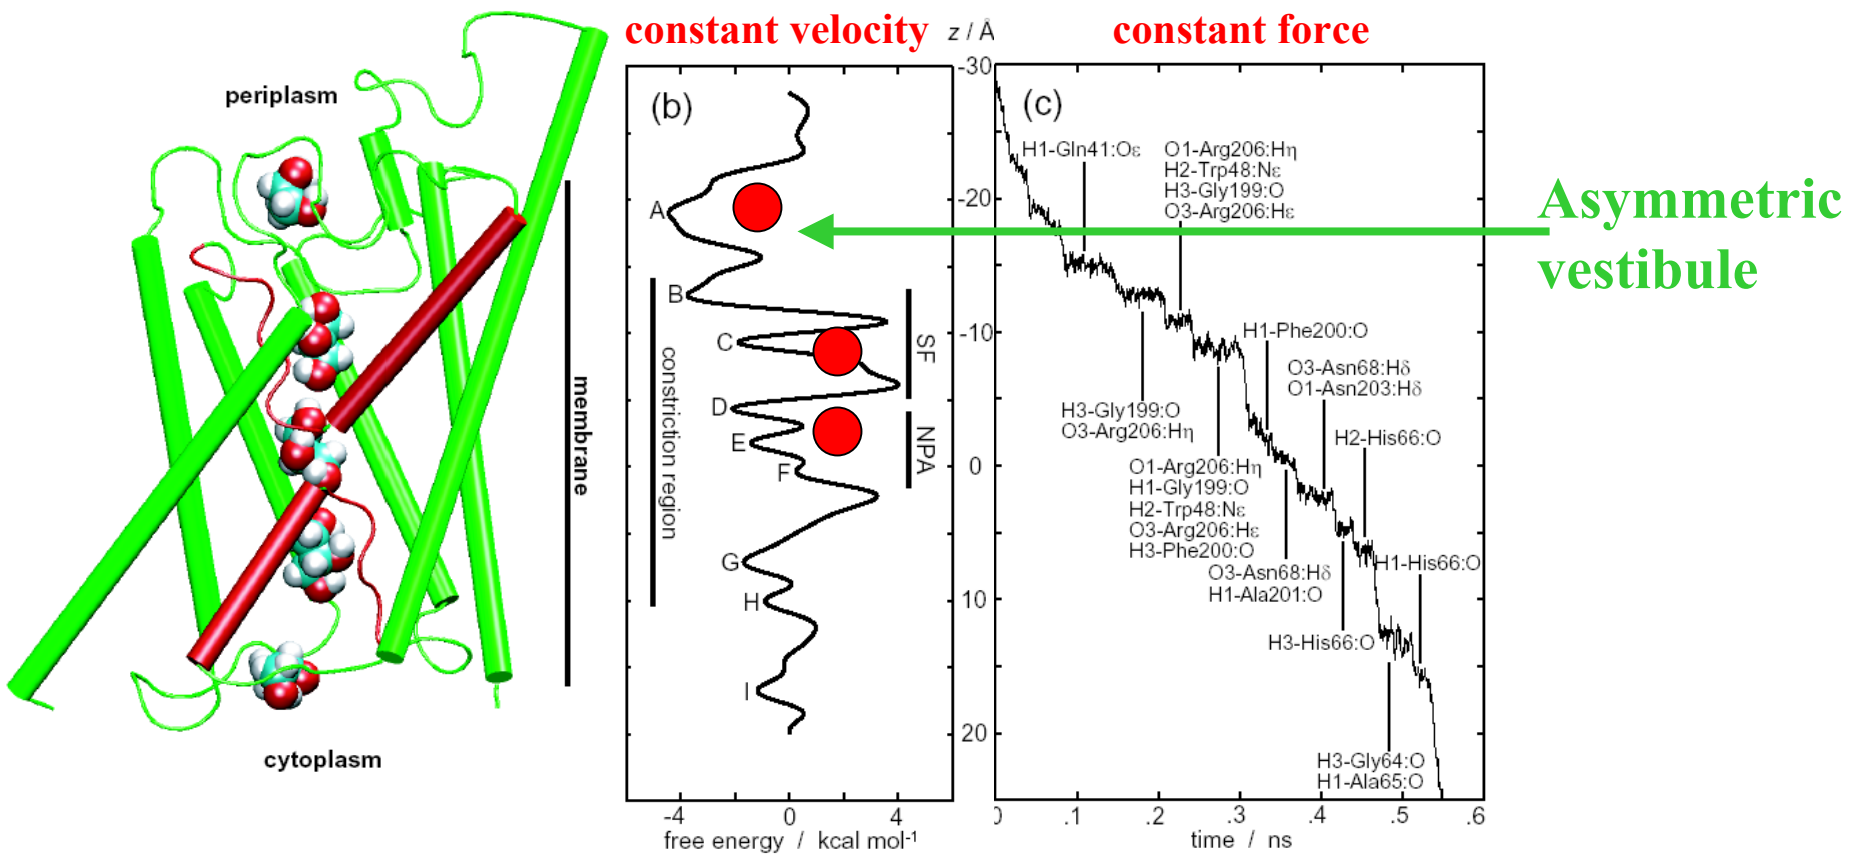 constant velocity
z / Å
constant force
periplasm
membrane
cytoplasm
(b)
A
B
C
D
E
F
G
H
I
constriction region
SF
NPA
-4
0
4
free energy / kcal mol-1
-30
-20
-10
0
10
20
(c)
H1-Gln41:Oε
O1-Arg206:Hη
H2-Trp48:Nε
H3-Gly199:O
O3-Arg206:Hε
H1-Phe200:O
O3-Asn68:Hδ
O1-Asn203:Hδ
H3-Gly199:O
O3-Arg206:Hη
H2-His66:O
O1-Arg206:Hη
H1-Gly199:O
H2-Trp48:Nε
O3-Arg206:Hε
H3-Phe200:O
O3-Asn68:Hδ
H1-Ala201:O
H1-His66:O
H3-His66:O
H3-Gly64:O
H1-Ala65:O
0
.1
.2
.3
.4
.5
.6
time / ns
Asymmetric
vestibule